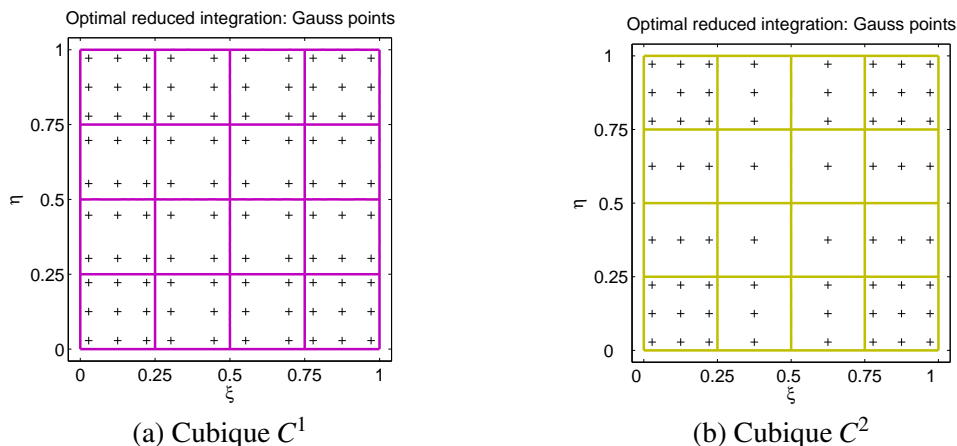 Optimal reduced integration: Gauss points
1
0.75
η
0.5
0.25
0
0
0.25
0.5
0.75
1
ξ
(a) Cubique C¹
Optimal reduced integration: Gauss points
1
0.75
η
0.5
0.25
0
0
0.25
0.5
0.75
1
ξ
(b) Cubique C²